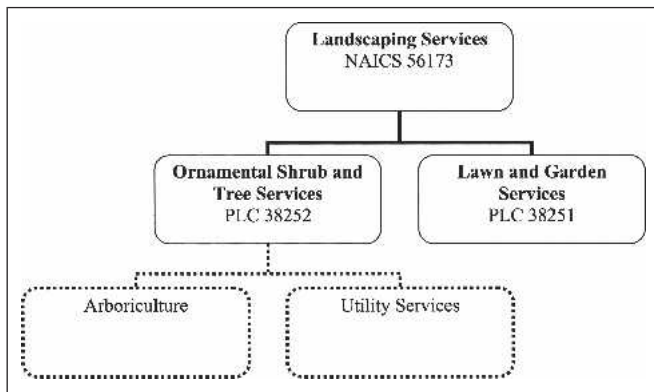 Landscaping Services
NAICS 56173
Ornamental Shrub and
Tree Services
PLC 38252
Lawn and Garden
Services
PLC 38251
Arboriculture
Utility Services